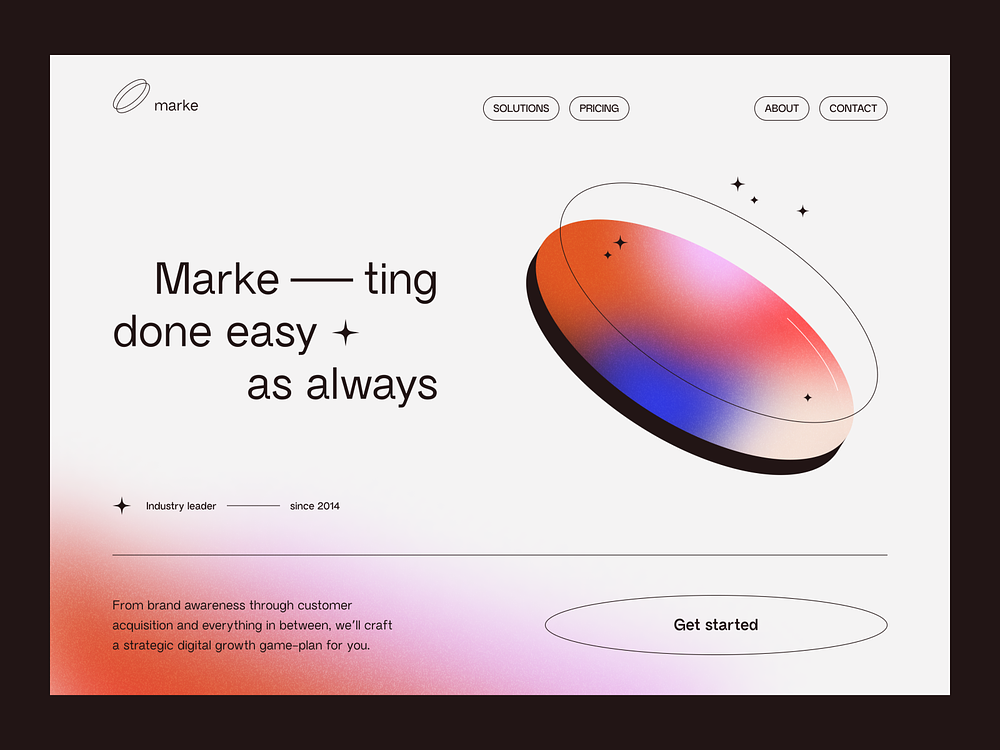 marke
SOLUTIONS
PRICING
ABOUT
CONTACT
Marke — ting
done easy
as always
Industry leader — since 2014
From brand awareness through customer
acquisition and everything in between, we'll craft
a strategic digital growth game-plan for you.
Get started